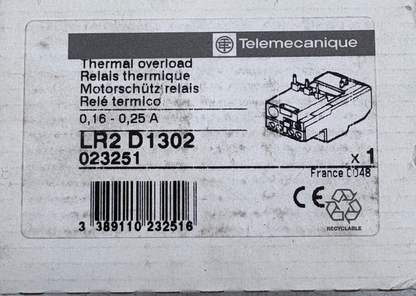 Telemecanique
Thermal overload
Relais thermique
Motorschütz relais
Relé termico
0,16 - 0,25 A
LR2 D1302
023251
x 1
France 0048
CE
RECYCLABLE
3 389110 232516